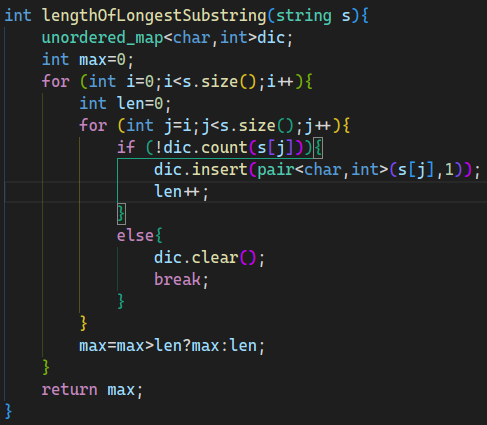 int lengthOfLongestSubstring(string s){
    unordered_map<char,int>dic;
    int max=0;
    for (int i=0;i<s.size();i++){
        int len=0;
        for (int j=i;j<s.size();j++){
            if (!dic.count(s[j])){
                dic.insert(pair<char,int>(s[j],1));
                len++;
            }
            else{
                dic.clear();
                break;
            }
        }
        max=max>len?max:len;
    }
    return max;
}